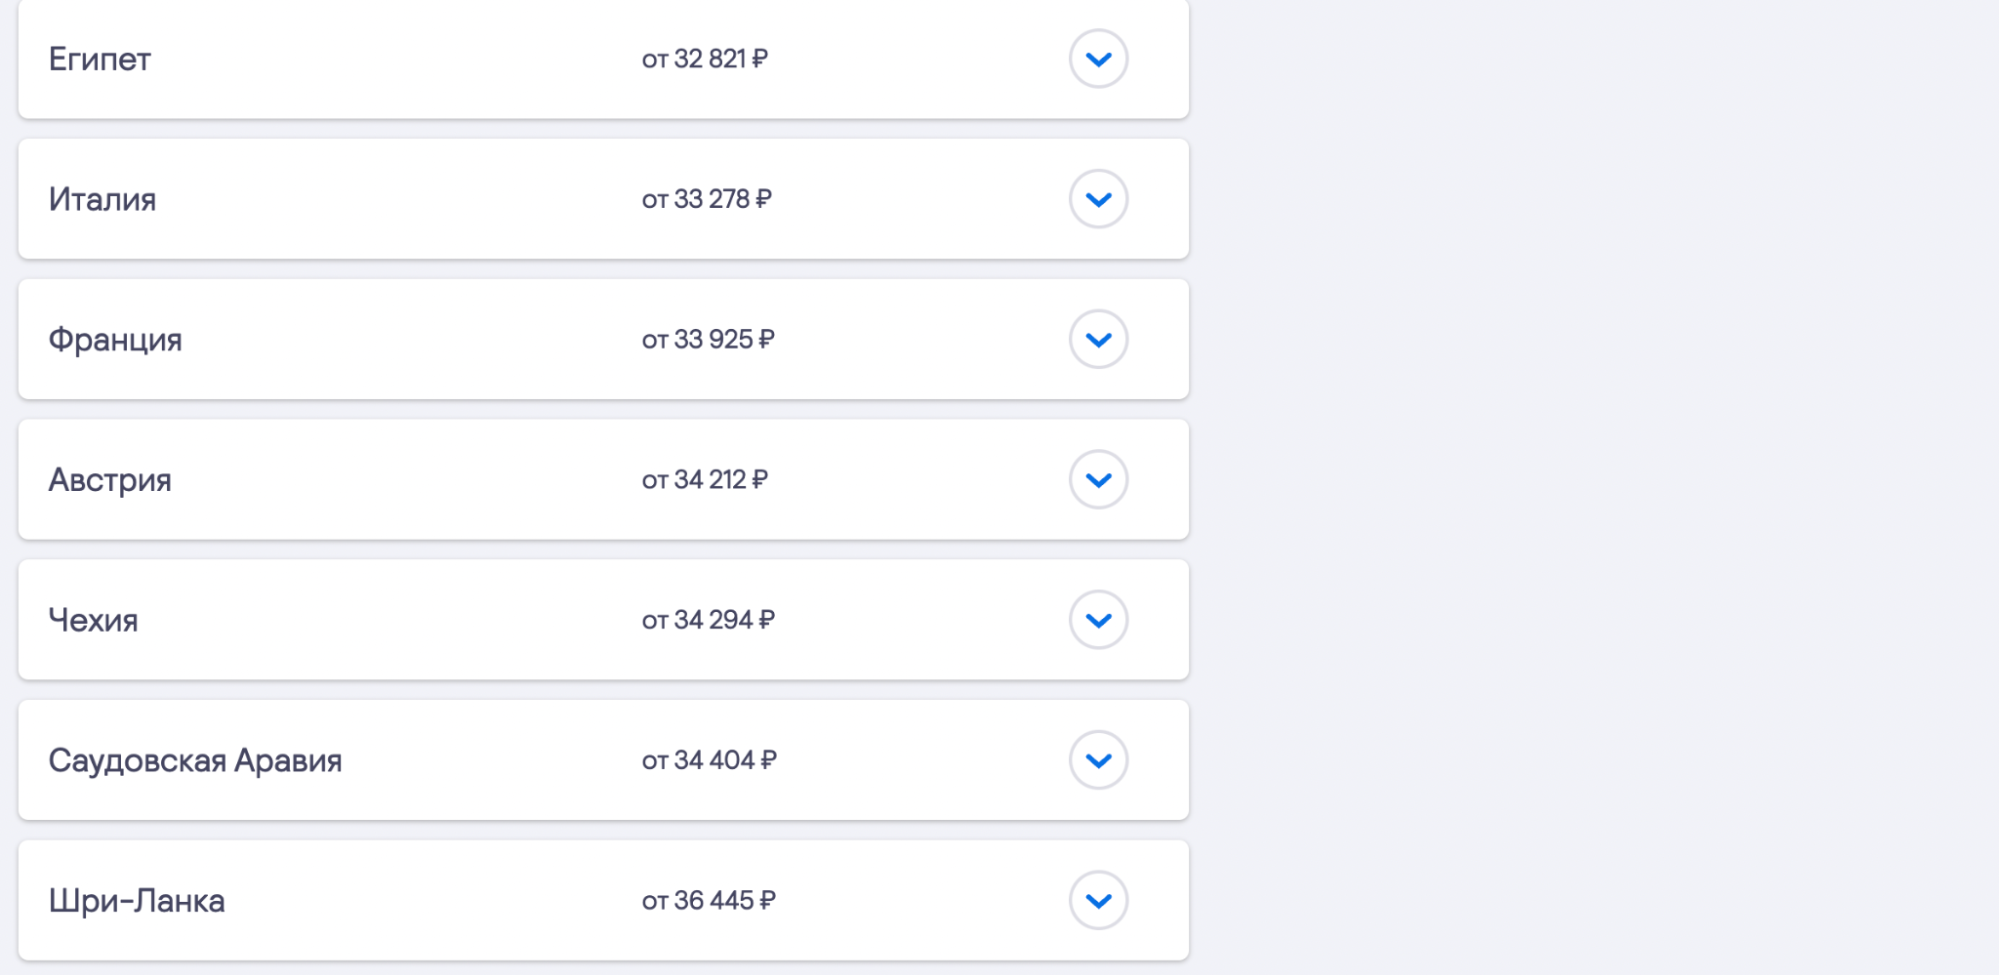 Египет от 32 821 ₽
Италия от 33 278 ₽
Франция от 33 925 ₽
Австрия от 34 212 ₽
Чехия от 34 294 ₽
Саудовская Аравия от 34 404 ₽
Шри-Ланка от 36 445 ₽